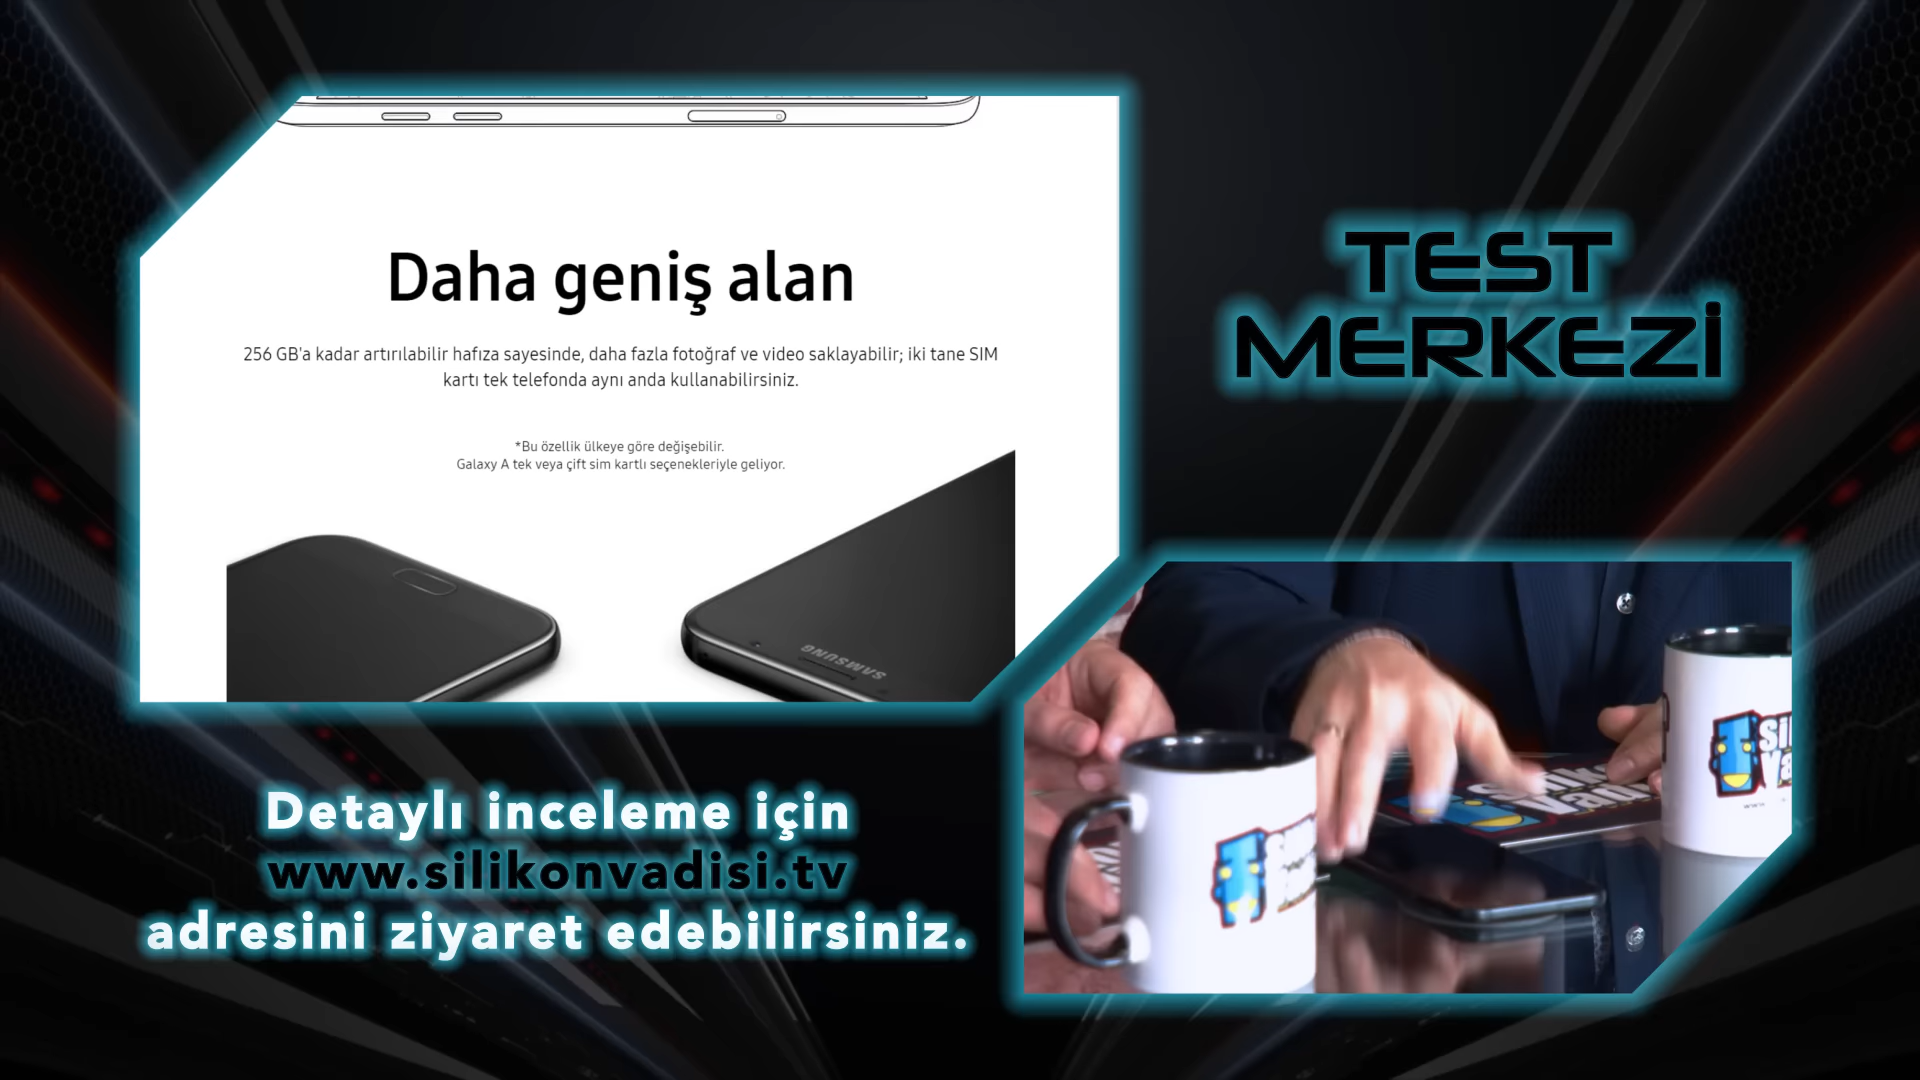 Daha geniş alan
256 GB'a kadar artırılabilir hafıza sayesinde, daha fazla fotoğraf ve video saklayabilir; iki tane SIM
kartı tek telefonda aynı anda kullanabilirsiniz.
*Bu özellik ülkeye göre değişebilir.
Galaxy A tek veya çift sim kartlı seçenekleriyle geliyor.
SAMSUNG
TEST
MERKEZİ
Detaylı inceleme için
www.silikonvadisi.tv
adresini ziyaret edebilirsiniz.